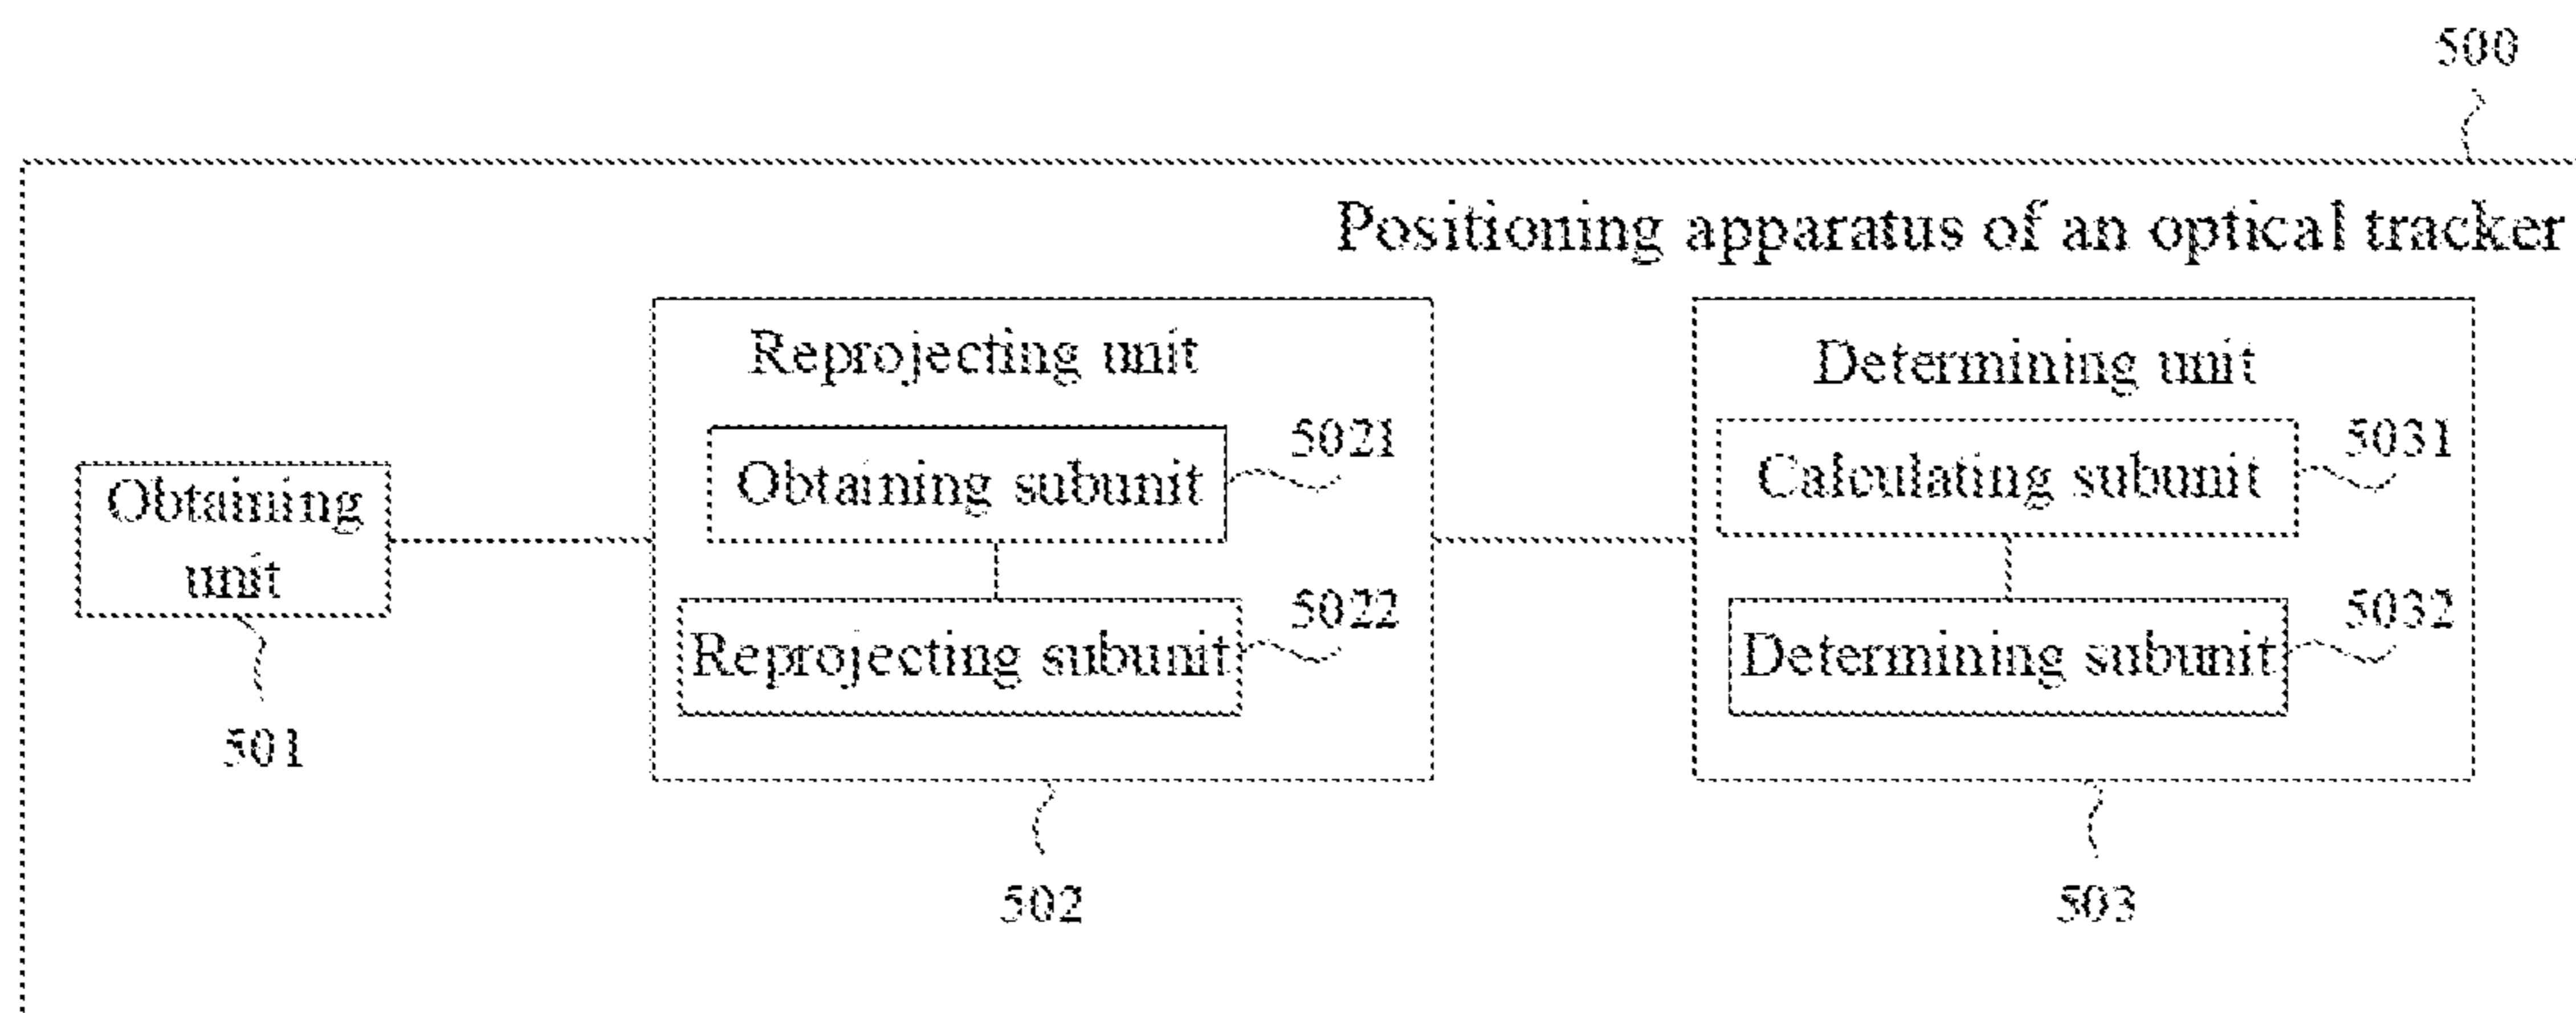 500
Positioning apparatus of an optical tracker
Reprojecting unit
Determining unit
Obtaining subunit
5021
Calculating subunit
5031
Obtaining
unit
Reprojecting subunit
5022
Determining subunit
5032
501
502
503